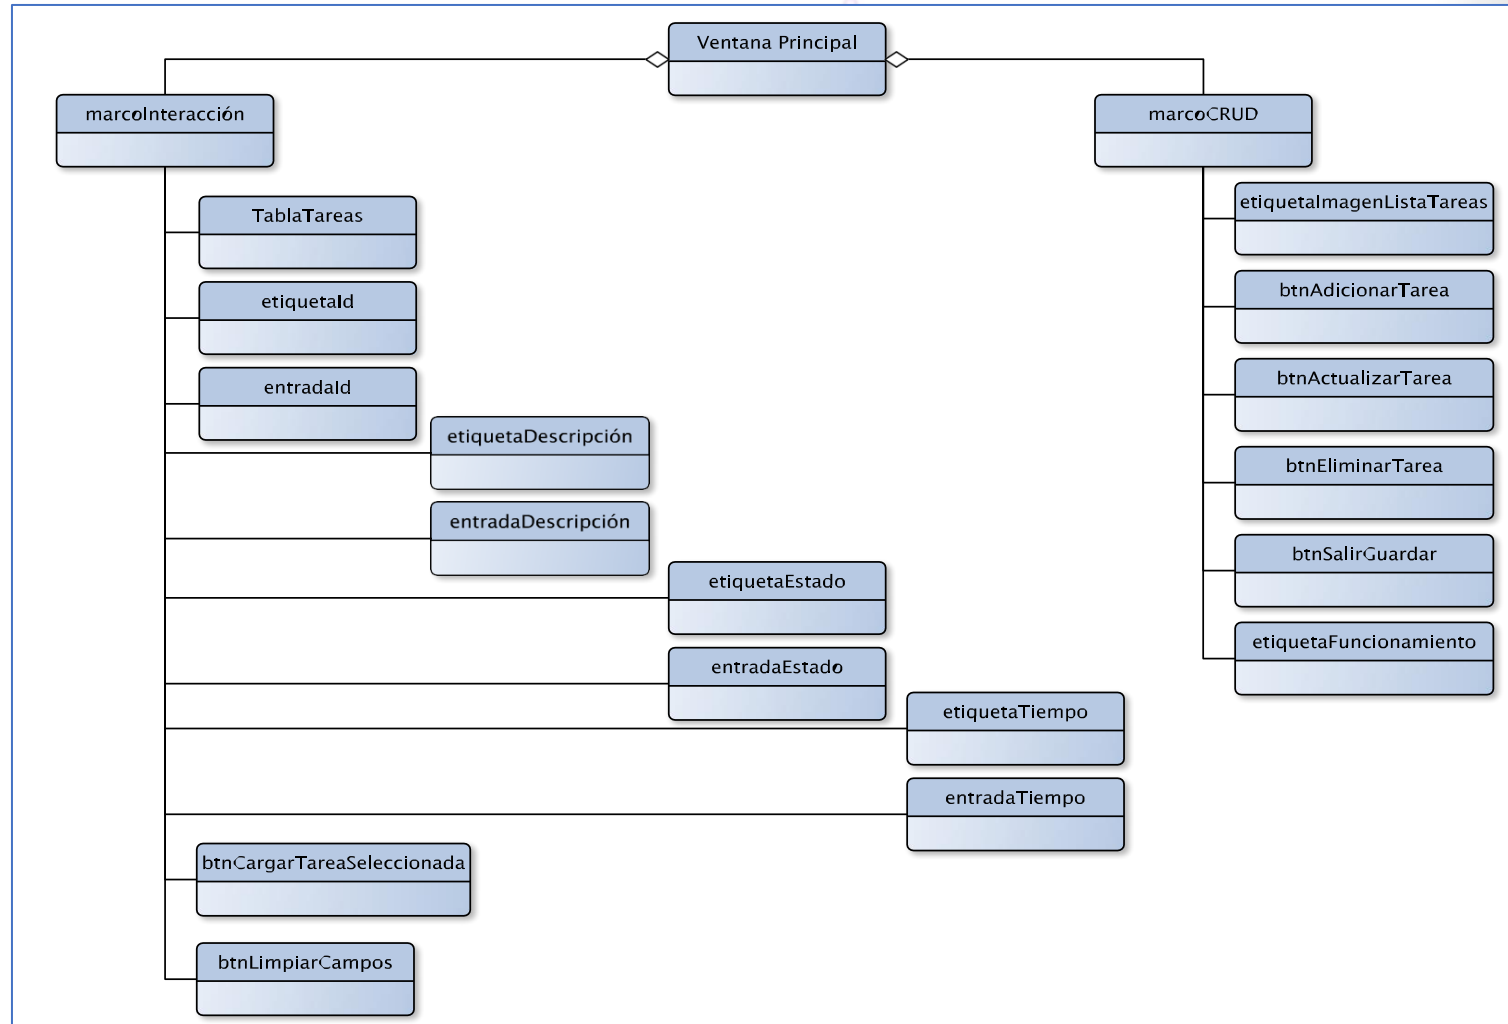 Ventana Principal
marcoInteracción
marcoCRUD
TablaTareas
etiquetaId
entradaId
etiquetaDescripción
entradaDescripción
etiquetaEstado
entradaEstado
etiquetaTiempo
entradaTiempo
btnCargarTareaSeleccionada
btnLimpiarCampos
etiquetaImagenListaTareas
btnAdicionarTarea
btnActualizarTarea
btnEliminarTarea
btnSalirGuardar
etiquetaFuncionamiento